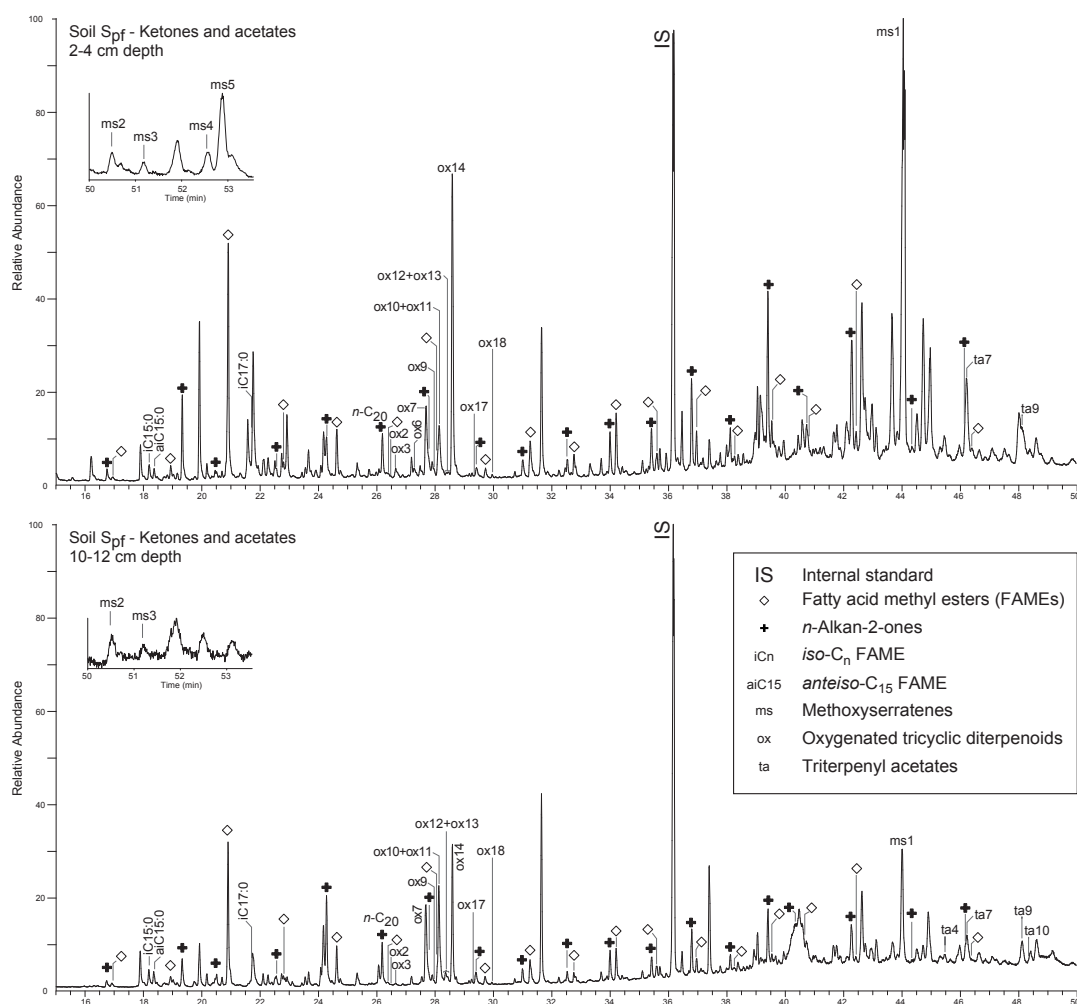 Soil Spf - Ketones and acetates
2-4 cm depth
ms5
ms2
ms3
ms4
50 51 52 53
Time (min)
IS
ms1
ox14
ox12+ox13
ox10+ox11
ox9
ox18
ox7
ox6
ox17
n-C20
ox2
ox3
iC15:0
aiC15:0
iC17:0
ta7
ta9
Relative Abundance
100
80
60
40
20
0
16 18 20 22 24 26 28 30 32 34 36 38 40 42 44 46 48 50
Soil Spf - Ketones and acetates
10-12 cm depth
ms2
ms3
50 51 52 53
Time (min)
IS
IS Internal standard
◇ Fatty acid methyl esters (FAMEs)
+ n-Alkan-2-ones
iCn iso-Cn FAME
aiC15 anteiso-C15 FAME
ms Methoxyserratenes
ox Oxygenated tricyclic diterpenoids
ta Triterpenyl acetates
ox12+ox13
ox10+ox11
ox14
ox18
ox9
ox7
ox17
n-C20
ox2
ox3
iC15:0
aiC15:0
iC17:0
ms1
ta4
ta7
ta9
ta10
Relative Abundance
100
80
60
40
20
0
16 18 20 22 24 26 28 30 32 34 36 38 40 42 44 46 48 50